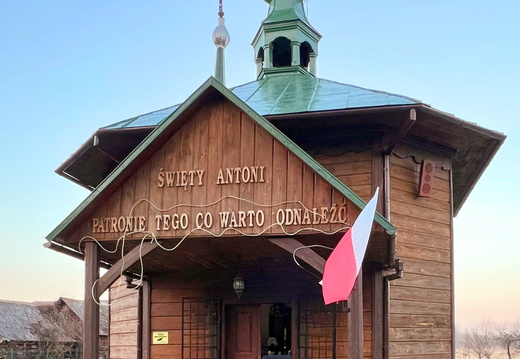 ŚWIĘTY ANTONI
PATRONIE TEGO CO WARTO ODNALEŹĆ